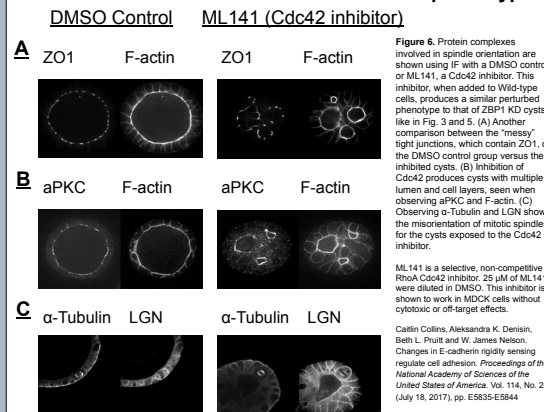 DMSO Control ML141 (Cdc42 inhibitor)
A ZO1 F-actin ZO1 F-actin
B aPKC F-actin aPKC F-actin
C α-Tubulin LGN α-Tubulin LGN
Figure 6. Protein complexes
involved in spindle orientation are
shown using IF with a DMSO control
or ML141, a Cdc42 inhibitor. This
inhibitor, when added to Wild-type
cells, produces a similar perturbed
phenotype to that of ZBP1 KD cysts
like in Fig. 3 and 5. (A) Another
comparison between the “messy”
tight junctions, which contain ZO1,
the DMSO control group versus the
inhibited cysts. (B) Inhibition of
Cdc42 produces cysts with multiple
lumen and cell layers, seen when
observing aPKC and F-actin. (C)
Observing α-Tubulin and LGN show
the misorientation of mitotic spindles
for the cysts exposed to the Cdc42
inhibitor.
ML141 is a selective, non-competitive
RhoA Cdc42 inhibitor. 25 µM of ML141
were diluted in DMSO. This inhibitor is
shown to work in MDCK cells without
cytotoxic or off-target effects.
Caitlin Collins, Aleksandra K. Denisin,
Beth L. Pruitt and W. James Nelson.
Changes in E-cadherin rigidity sensing
regulate cell adhesion. Proceedings of the
National Academy of Sciences of the
United States of America. Vol. 114, No. 2
(July 18, 2017), pp. E5835-E5844